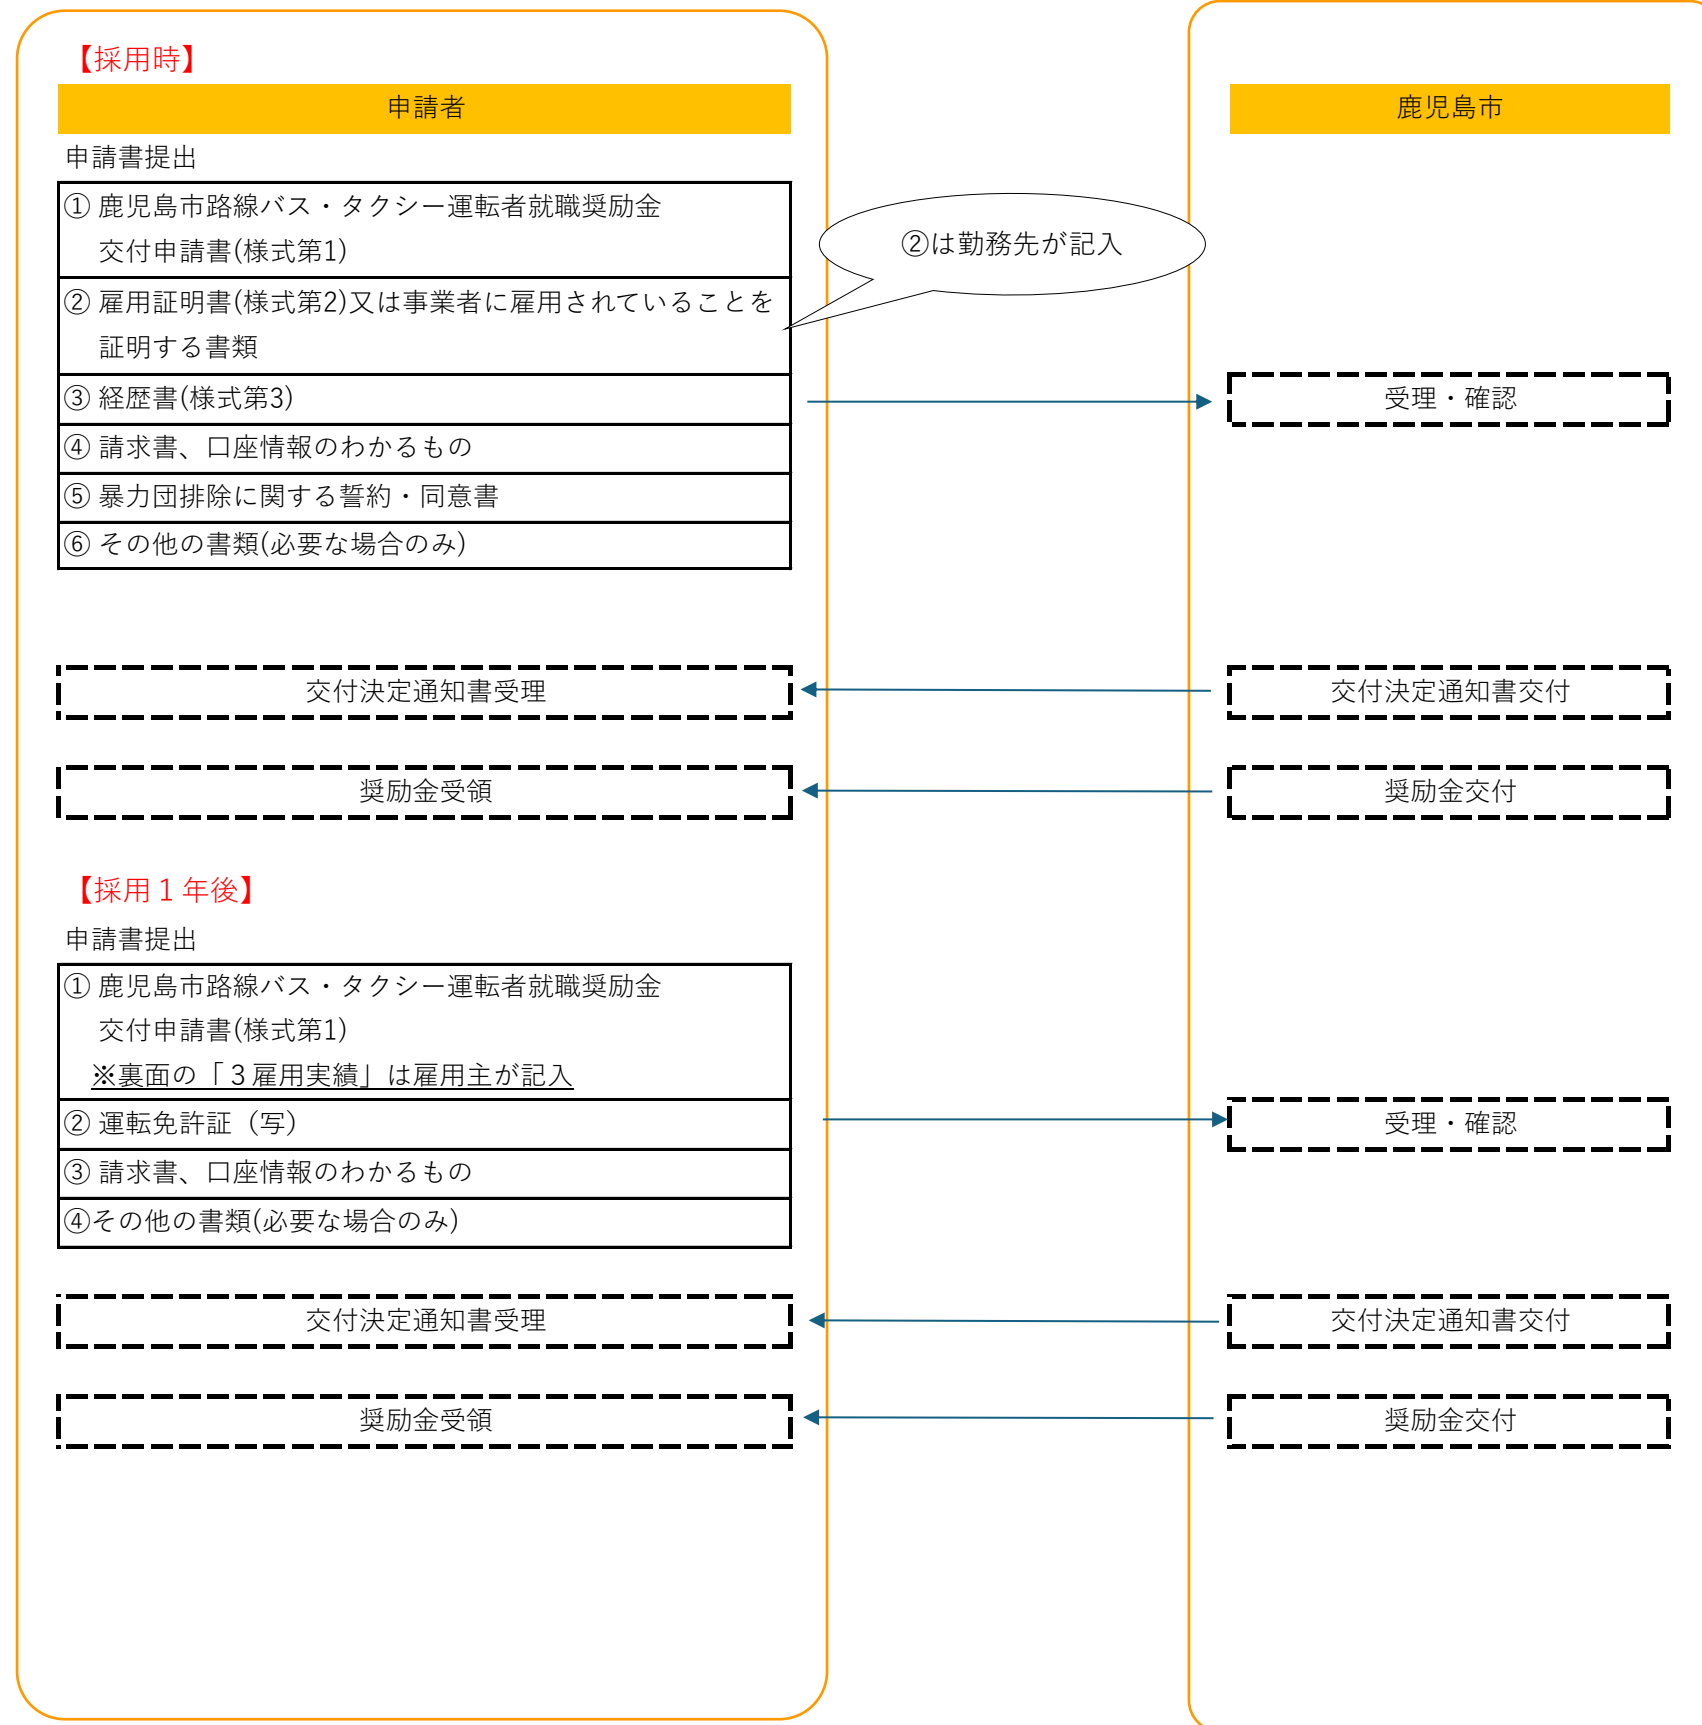 【採用時】
申請者
鹿児島市
申請書提出
① 鹿児島市路線バス・タクシー運転者就職奨励金
交付申請書(様式第1)
②は勤務先が記入
② 雇用証明書(様式第2)又は事業者に雇用されていることを
証明する書類
③ 経歴書(様式第3)
受理・確認
④ 請求書、口座情報のわかるもの
⑤ 暴力団排除に関する誓約・同意書
⑥ その他の書類(必要な場合のみ)
交付決定通知書受理
交付決定通知書交付
奨励金受領
奨励金交付
【採用１年後】
申請書提出
① 鹿児島市路線バス・タクシー運転者就職奨励金
交付申請書(様式第1)
※裏面の「３雇用実績」は雇用主が記入
② 運転免許証（写）
受理・確認
③ 請求書、口座情報のわかるもの
④その他の書類(必要な場合のみ)
交付決定通知書受理
交付決定通知書交付
奨励金受領
奨励金交付